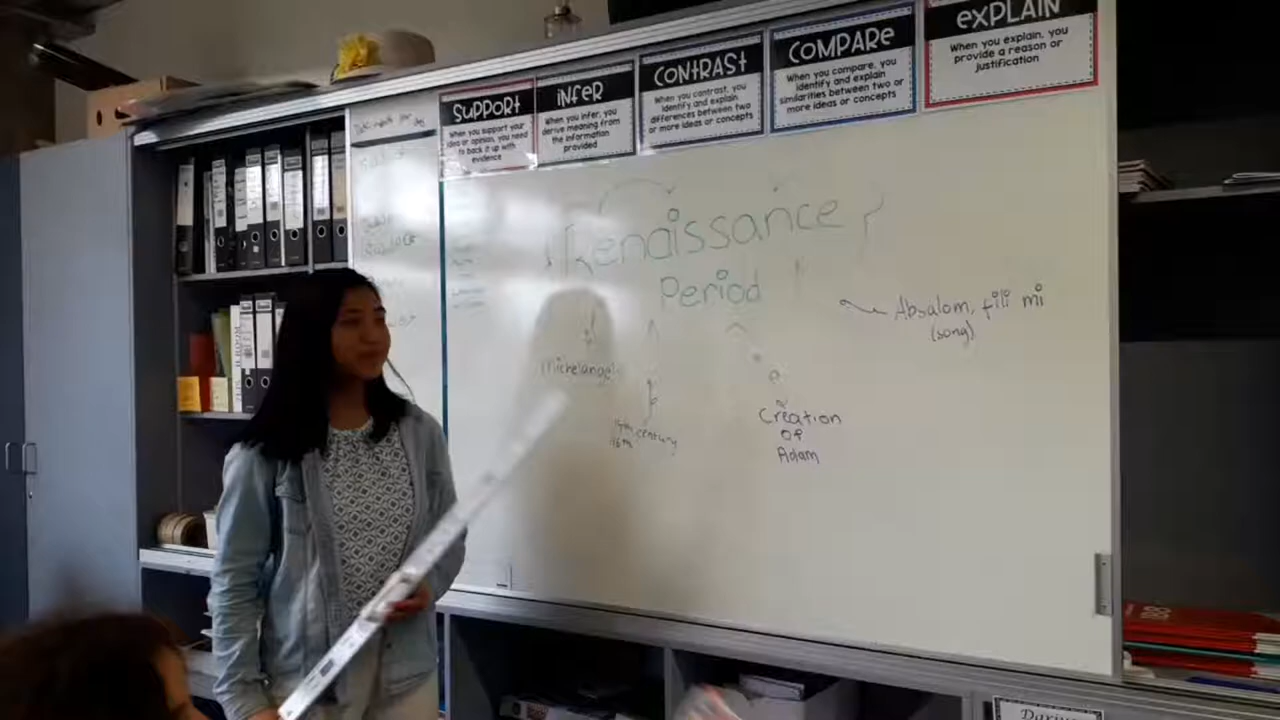 SUPPORT
When you support your
idea or opinion, you need
to back it up with
evidence
INFER
When you infer, you
derive meaning from
the information
provided
CONTRAST
When you contrast, you
identify and explain
differences between two
or more ideas or concepts
COMPARE
When you compare, you
identify and explain
similarities between two or
more ideas or concepts
EXPLAIN
When you explain, you
provide a reason or
justification
Renaissance
Period
Absalom, fili mi
(song)
michelangelo
century
16th
Creation
OF
Adam